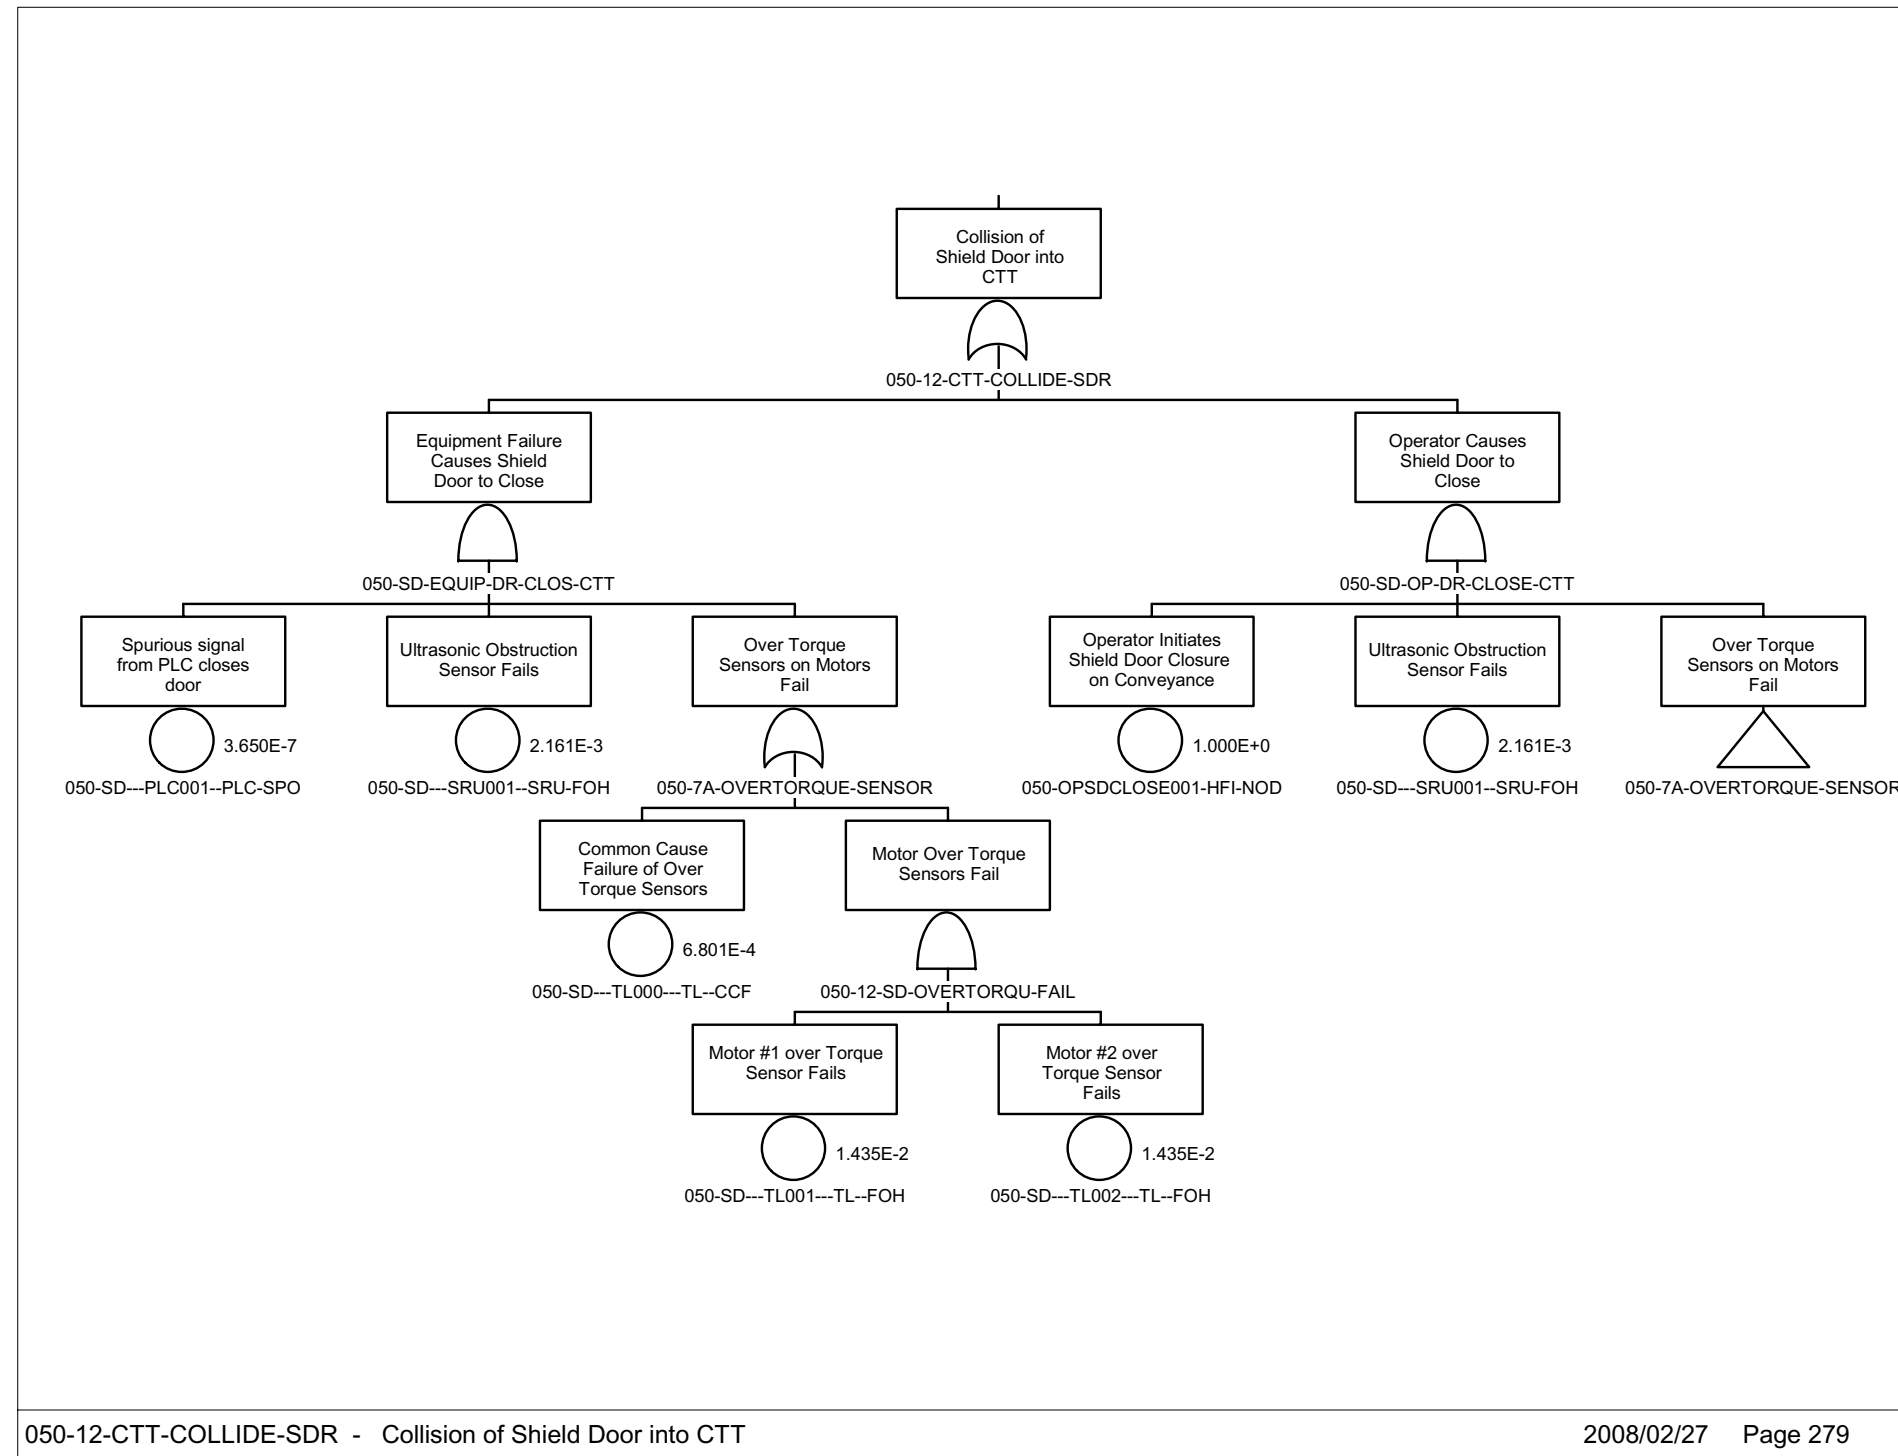 Collision of
Shield Door into
CTT
050-12-CTT-COLLIDE-SDR
Equipment Failure
Causes Shield
Door to Close
050-SD-EQUIP-DR-CLOS-CTT
Operator Causes
Shield Door to
Close
050-SD-OP-DR-CLOSE-CTT
Spurious signal
from PLC closes
door
3.650E-7
050-SD---PLC001--PLC-SPO
Ultrasonic Obstruction
Sensor Fails
2.161E-3
050-SD---SRU001--SRU-FOH
Over Torque
Sensors on Motors
Fail
050-7A-OVERTORQUE-SENSOR
Operator Initiates
Shield Door Closure
on Conveyance
1.000E+0
050-OPSDCLOSE001-HFI-NOD
Ultrasonic Obstruction
Sensor Fails
2.161E-3
050-SD---SRU001--SRU-FOH
Over Torque
Sensors on Motors
Fail
050-7A-OVERTORQUE-SENSOR
Common Cause
Failure of Over
Torque Sensors
6.801E-4
050-SD---TL000---TL--CCF
Motor Over Torque
Sensors Fail
050-12-SD-OVERTORQU-FAIL
Motor #1 over Torque
Sensor Fails
1.435E-2
050-SD---TL001---TL--FOH
Motor #2 over
Torque Sensor
Fails
1.435E-2
050-SD---TL002---TL--FOH
050-12-CTT-COLLIDE-SDR - Collision of Shield Door into CTT
2008/02/27 Page 279